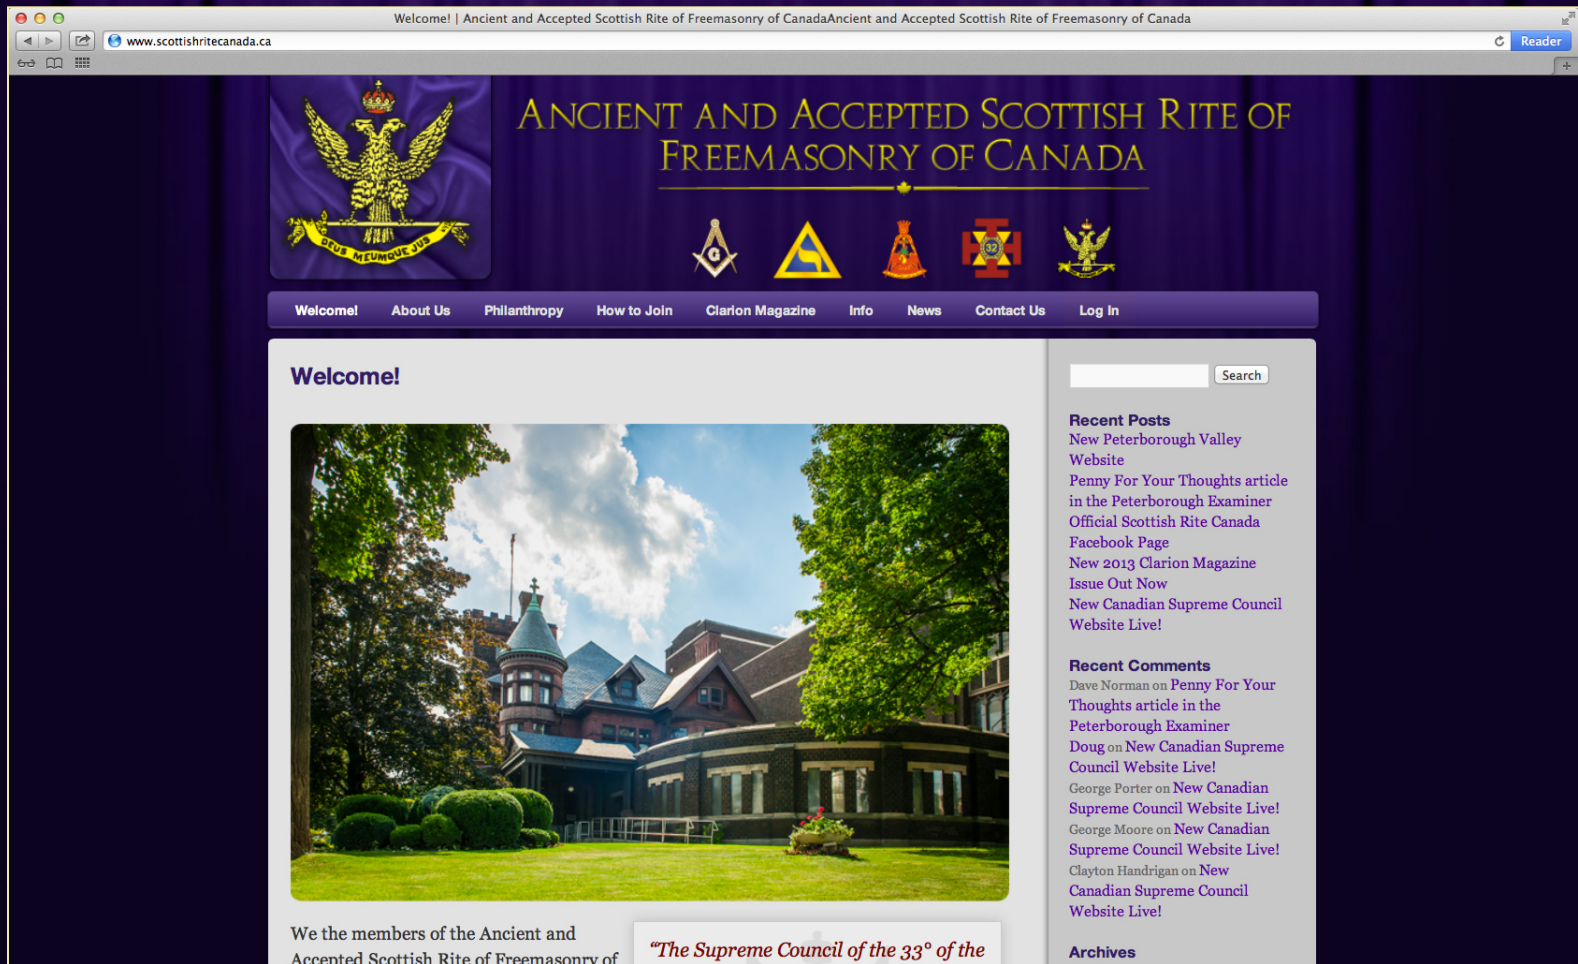 Welcome! | Ancient and Accepted Scottish Rite of Freemasonry of CanadaAncient and Accepted Scottish Rite of Freemasonry of Canada
www.scottishritecanada.ca
Reader
ANCIENT AND ACCEPTED SCOTTISH RITE OF
FREEMASONRY OF CANADA
DEUS MEUMQUE JUS
G
32
Welcome! About Us Philanthropy How to Join Clarion Magazine Info News Contact Us Log In
Welcome!
We the members of the Ancient and
Accepted Scottish Rite of Freemasonry of
“The Supreme Council of the 33° of the
Search
Recent Posts
New Peterborough Valley
Website
Penny For Your Thoughts article
in the Peterborough Examiner
Official Scottish Rite Canada
Facebook Page
New 2013 Clarion Magazine
Issue Out Now
New Canadian Supreme Council
Website Live!
Recent Comments
Dave Norman on Penny For Your
Thoughts article in the
Peterborough Examiner
Doug on New Canadian Supreme
Council Website Live!
George Porter on New Canadian
Supreme Council Website Live!
George Moore on New Canadian
Supreme Council Website Live!
Clayton Handrigan on New
Canadian Supreme Council
Website Live!
Archives